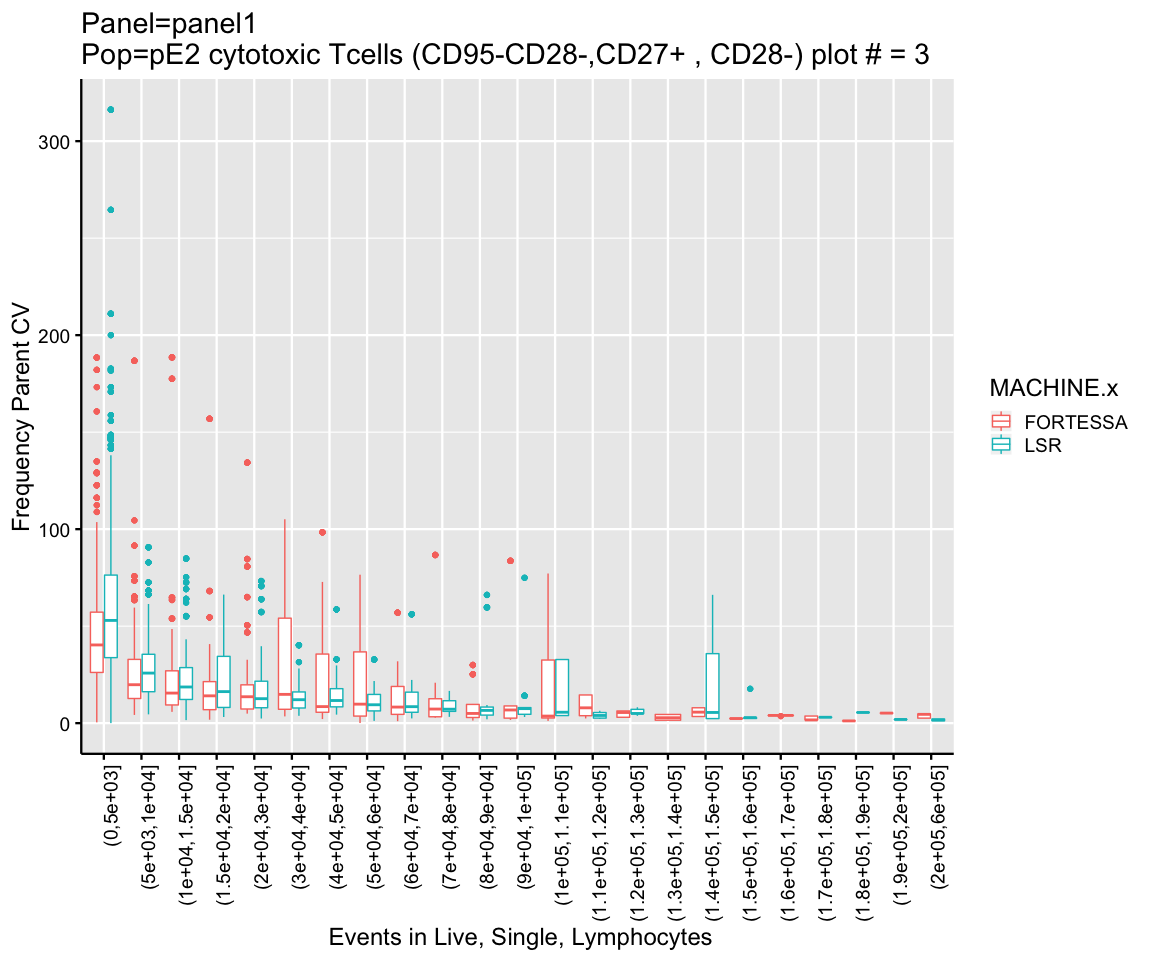 Panel=panel1
Pop=pE2 cytotoxic Tcells (CD95-CD28-,CD27+ , CD28-) plot # = 3
Frequency Parent CV
300
200
100
0
(0,5e+03]
(5e+03,1e+04]
(1e+04,1.5e+04]
(1.5e+04,2e+04]
(2e+04,3e+04]
(3e+04,4e+04]
(4e+04,5e+04]
(5e+04,6e+04]
(6e+04,7e+04]
(7e+04,8e+04]
(8e+04,9e+04]
(9e+04,1e+05]
(1e+05,1.1e+05]
(1.1e+05,1.2e+05]
(1.2e+05,1.3e+05]
(1.3e+05,1.4e+05]
(1.4e+05,1.5e+05]
(1.5e+05,1.6e+05]
(1.6e+05,1.7e+05]
(1.7e+05,1.8e+05]
(1.8e+05,1.9e+05]
(1.9e+05,2e+05]
(2e+05,6e+05]
Events in Live, Single, Lymphocytes
MACHINE.x
FORTESSA
LSR